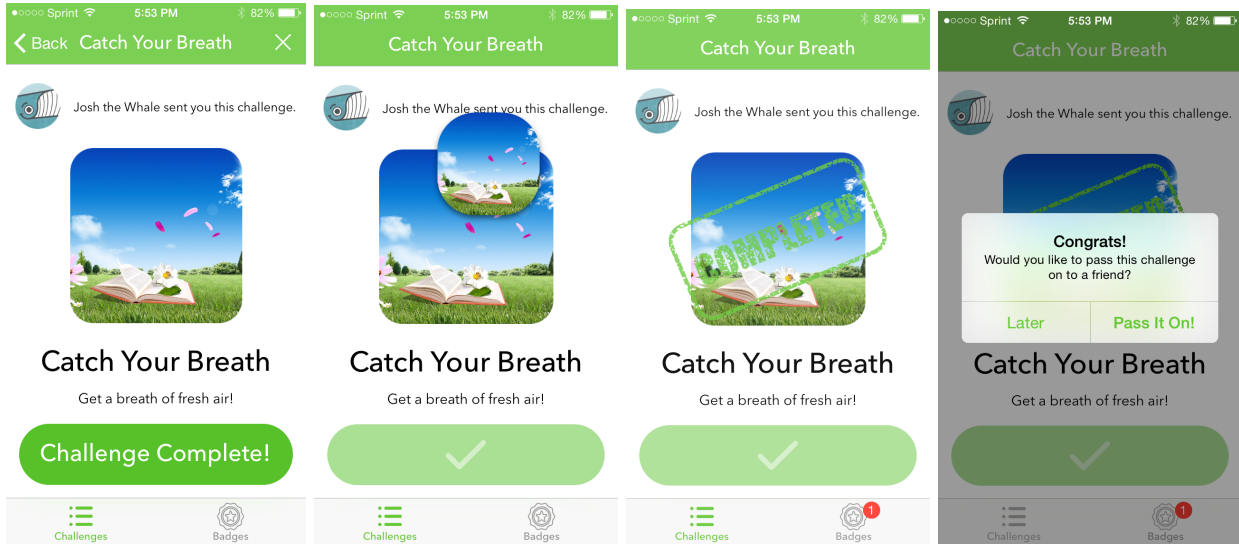 ●○○○○ Sprint 5:53 PM 82%
Back Catch Your Breath
Josh the Whale sent you this challenge.
Catch Your Breath
Get a breath of fresh air!
Challenge Complete!
Challenges Badges
●○○○○ Sprint 5:53 PM 82%
Catch Your Breath
Josh the Whale sent you this challenge.
Catch Your Breath
Get a breath of fresh air!
Challenges Badges
●○○○○ Sprint 5:53 PM 82%
Catch Your Breath
Josh the Whale sent you this challenge.
COMPLETED
Catch Your Breath
Get a breath of fresh air!
1
Challenges Badges
●○○○○ Sprint 5:53 PM 82%
Catch Your Breath
Josh the Whale sent you this challenge.
Congrats!
Would you like to pass this challenge
on to a friend?
Later Pass It On!
Catch Your Breath
Get a breath of fresh air!
1
Challenges Badges